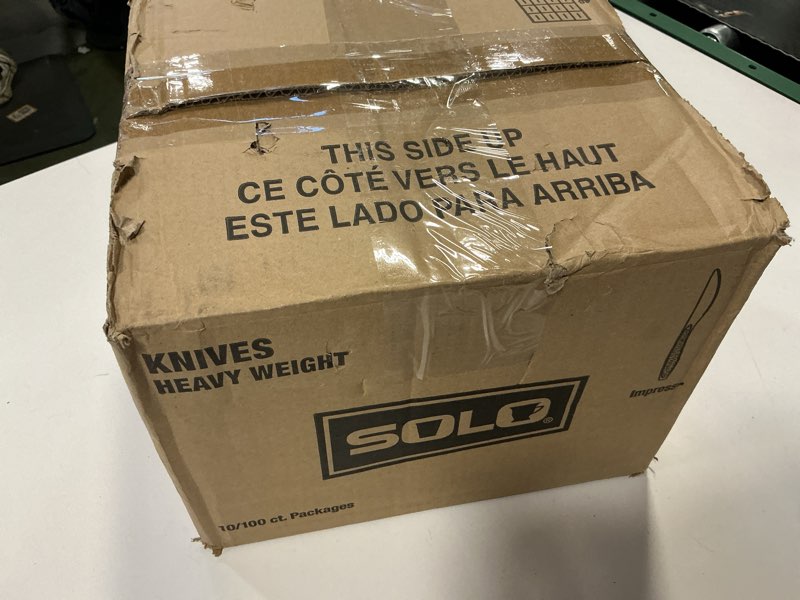 THIS SIDE UP
CE CÔTÉ VERS LE HAUT
ESTE LADO PARA ARRIBA
KNIVES
HEAVY WEIGHT
SOLO®
Impress™
10/100 ct. Packages